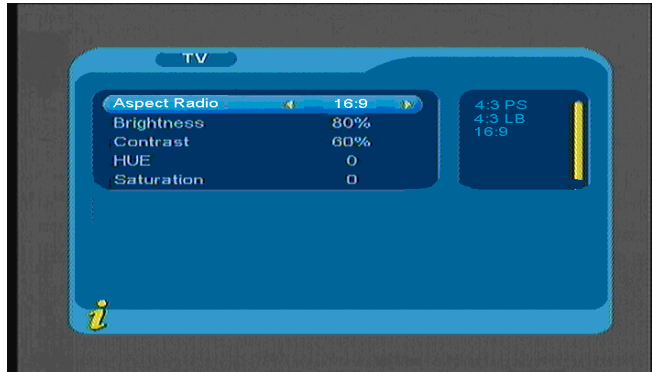 TV
Aspect Radio 16:9
Brightness 80%
Contrast 60%
HUE 0
Saturation 0
4:3 PS
4:3 LB
16:9
i